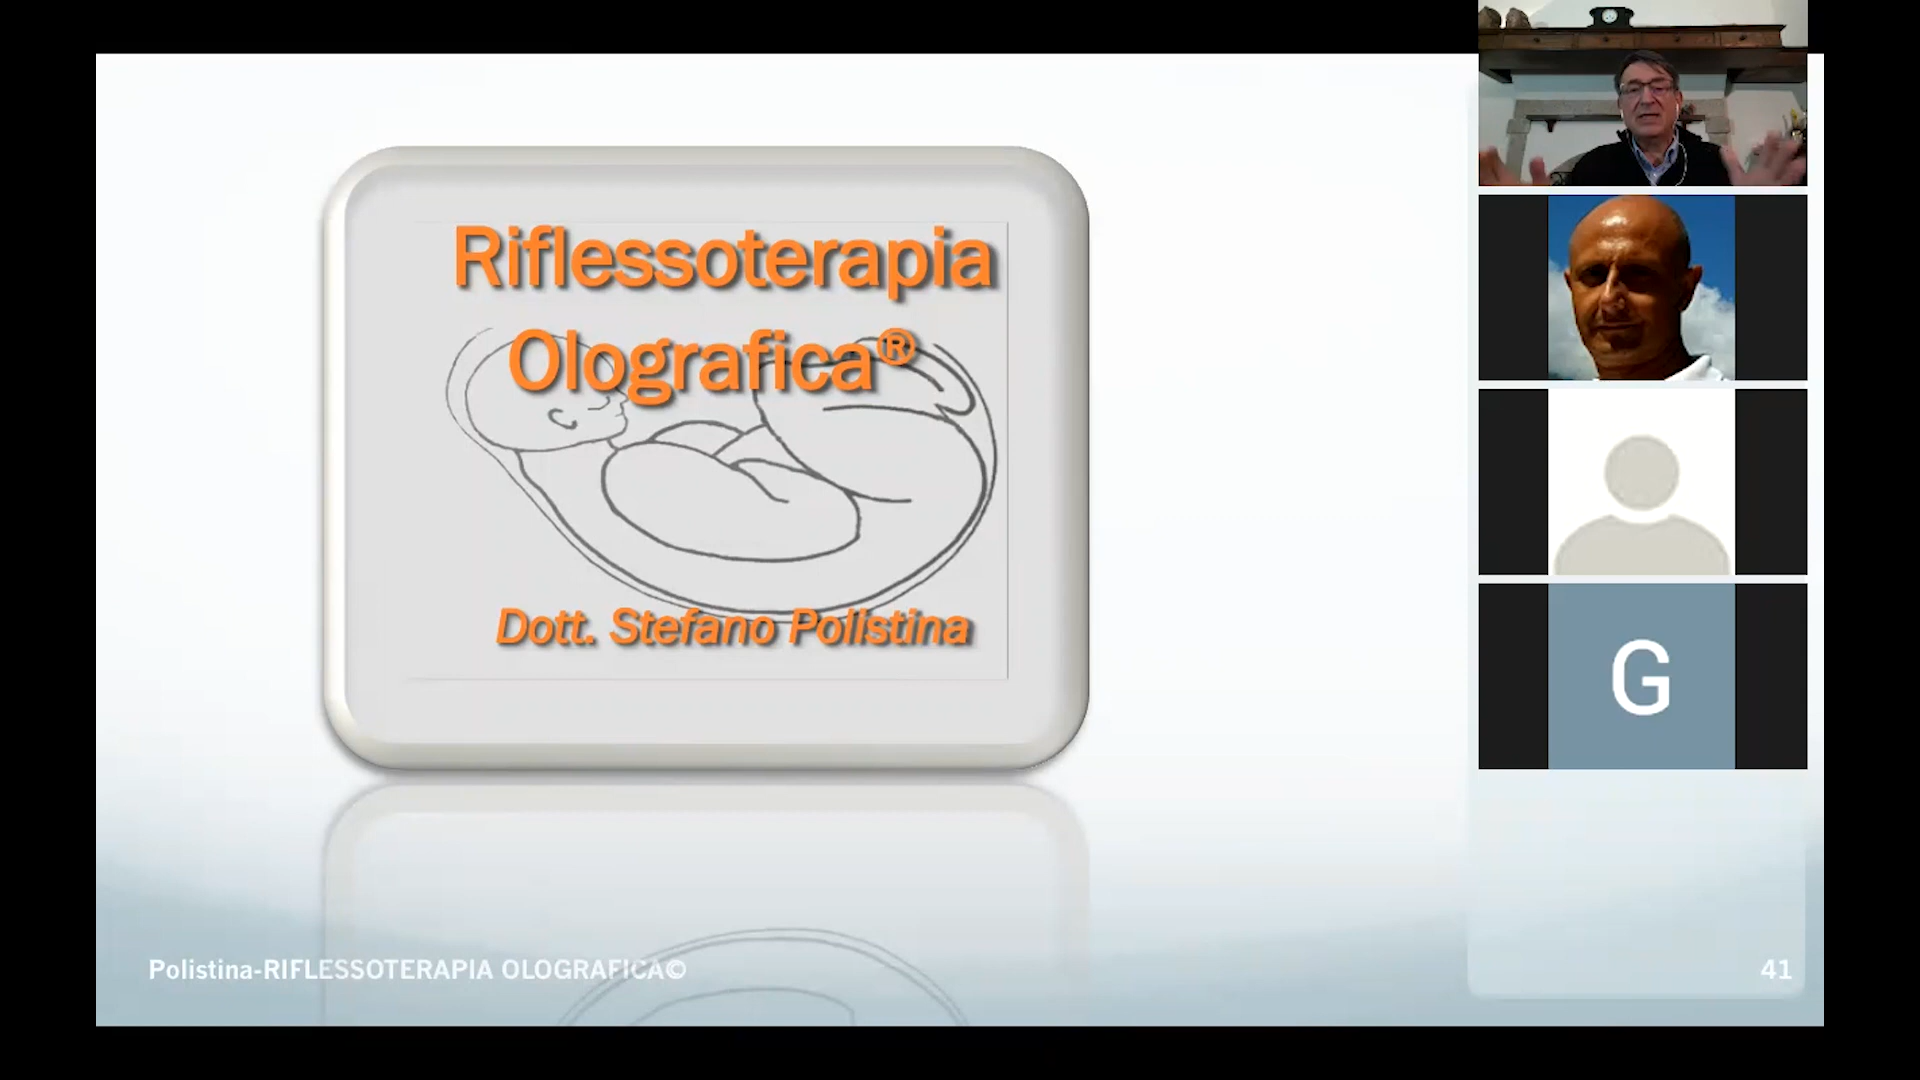 Riflessoterapia
Olografica®
Dott. Stefano Polistina
Polistina-RIFLESSOTERAPIA OLOGRAFICA©
41
G